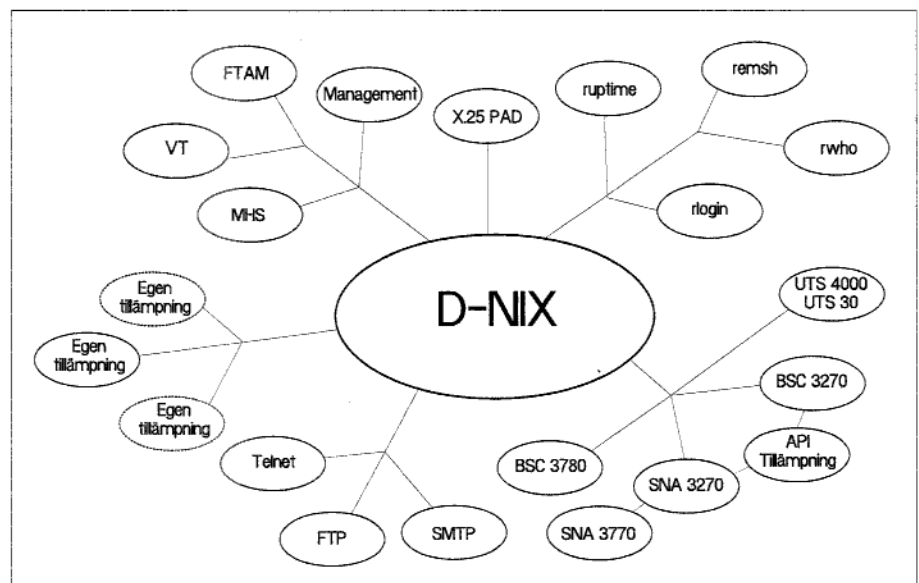 FTAM
Management
X.25 PAD
ruptime
remsh
VT
rwho
MHS
rlogin
D-NIX
UTS 4000
UTS 30
Egen
tillämpning
Egen
tillämpning
Egen
tillämpning
BSC 3270
API
Tillämpning
Telnet
BSC 3780
SNA 3270
FTP
SMTP
SNA 3770